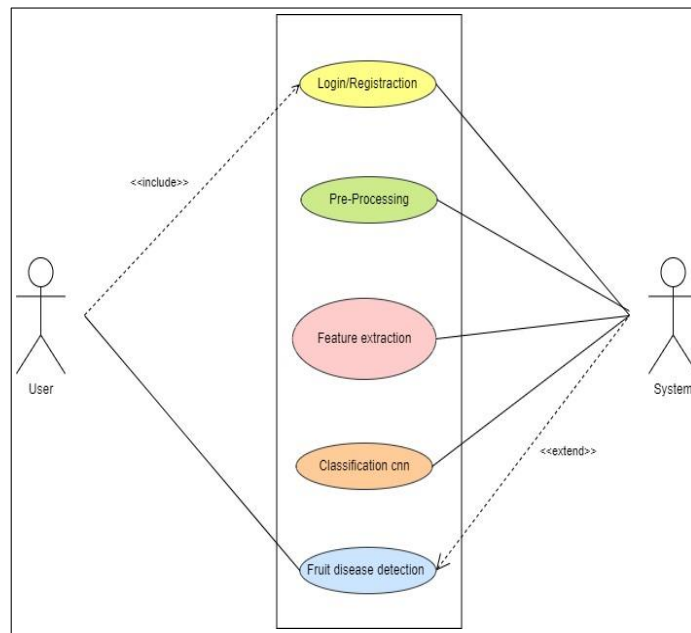 Login/Registraction
<<include>>
Pre-Processing
Feature extraction
User
System
Classification cnn
<<extend>>
Fruit disease detection